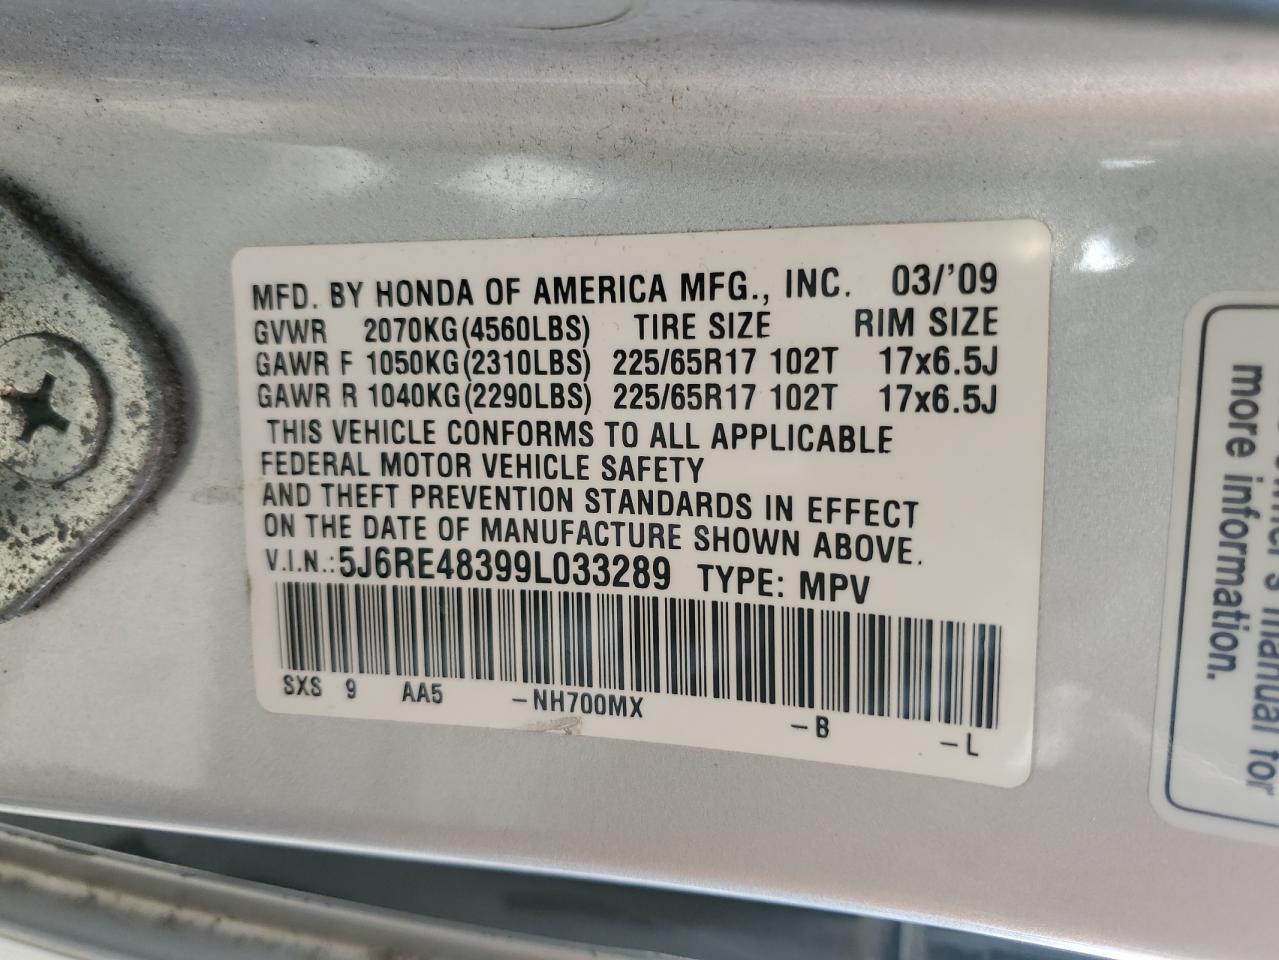 MFD. BY HONDA OF AMERICA MFG., INC. 03/'09
GVWR 2070KG(4560LBS) TIRE SIZE RIM SIZE
GAWR F 1050KG(2310LBS) 225/65R17 102T 17x6.5J
GAWR R 1040KG(2290LBS) 225/65R17 102T 17x6.5J
THIS VEHICLE CONFORMS TO ALL APPLICABLE
FEDERAL MOTOR VEHICLE SAFETY
AND THEFT PREVENTION STANDARDS IN EFFECT
ON THE DATE OF MANUFACTURE SHOWN ABOVE.
V.I.N.:5J6RE48399L033289 TYPE: MPV
SXS 9 AA5 -NH700MX -B -L
manual for
more information.